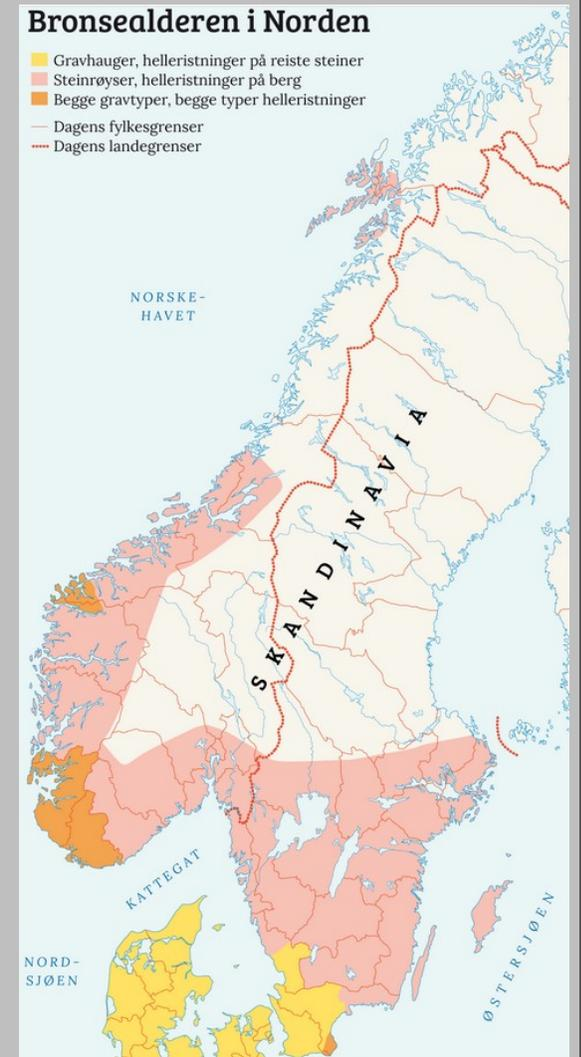 Bronsealderen i Norden
Gravhauger, helleristninger på reiste steiner
Steinrøyser, helleristninger på berg
Begge gravtyper, begge typer helleristninger
Dagens fylkesgrenser
Dagens landegrenser
NORSKE-
HAVET
SKANDINAVIA
KATTEGAT
NORD-
SJØEN
ØSTERSJØEN